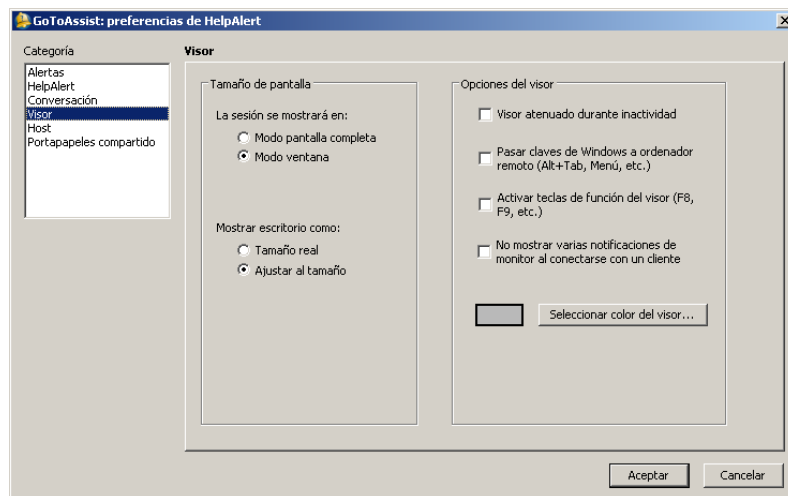 GoToAssist: preferencias de HelpAlert
Categoría
Alertas
HelpAlert
Conversación
Visor
Host
Portapapeles compartido
Visor
Tamaño de pantalla
La sesión se mostrará en:
Modo pantalla completa
Modo ventana
Mostrar escritorio como:
Tamaño real
Ajustar al tamaño
Opciones del visor
Visor atenuado durante inactividad
Pasar claves de Windows a ordenador
remoto (Alt+Tab, Menú, etc.)
Activar teclas de función del visor (F8,
F9, etc.)
No mostrar varias notificaciones de
monitor al conectarse con un cliente
Seleccionar color del visor...
Aceptar
Cancelar